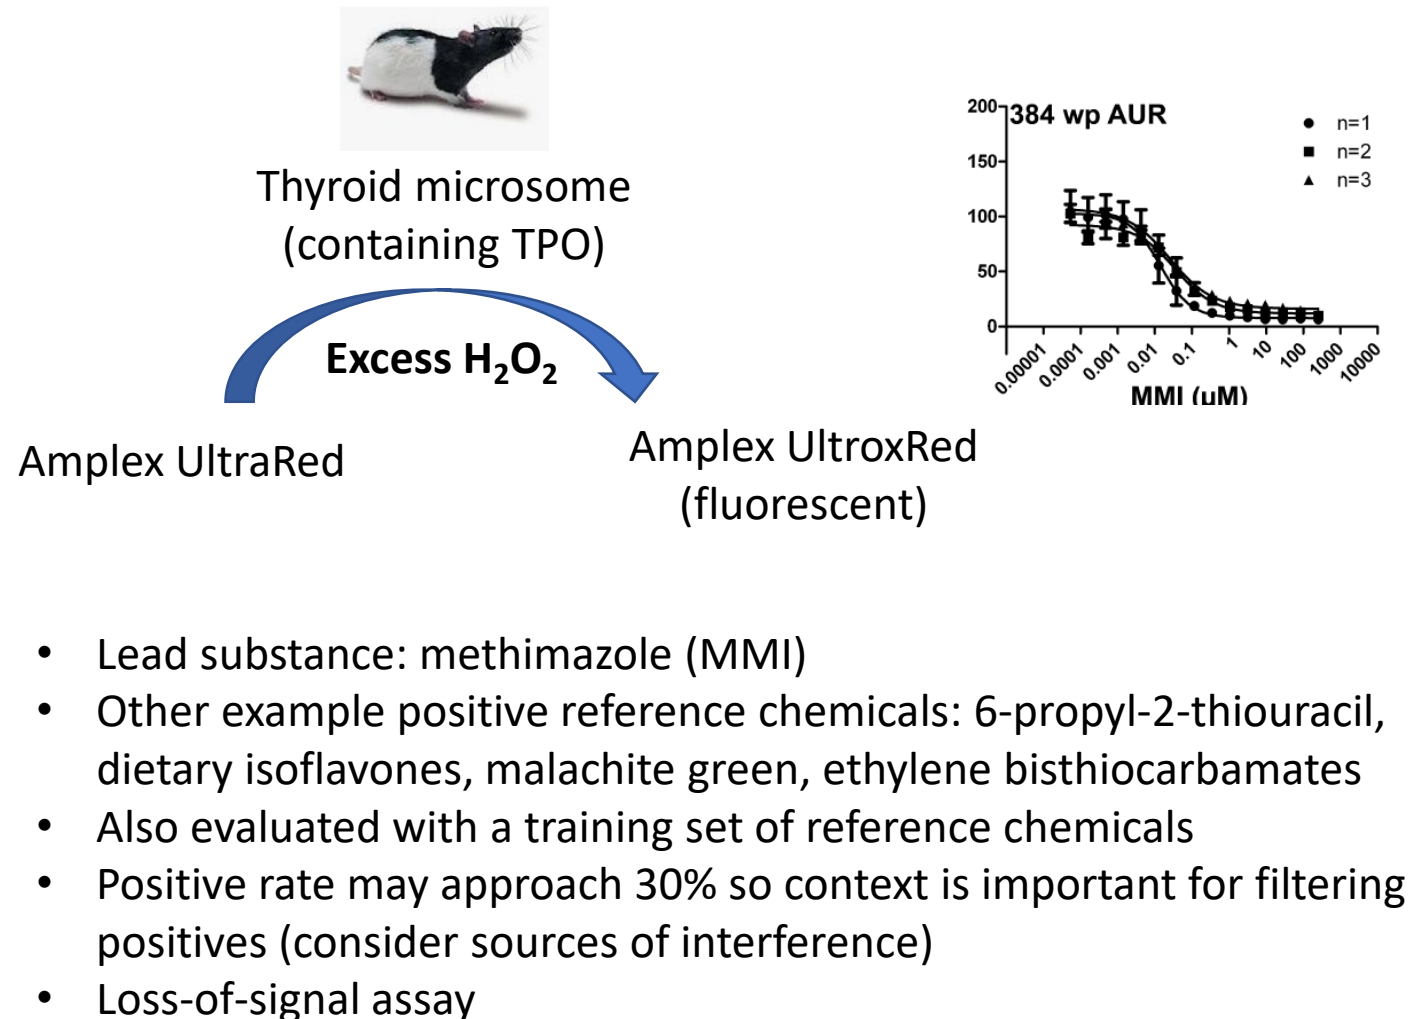 Thyroid microsome
(containing TPO)
Excess H₂O₂
Amplex UltraRed
Amplex UltroxRed
(fluorescent)
384 wp AUR
200
150
100
50
0
n=1
n=2
n=3
0.00001
0.0001
0.001
0.01
0.1
1
10
100
1000
10000
MMI (µM)
• Lead substance: methimazole (MMI)
• Other example positive reference chemicals: 6-propyl-2-thiouracil,
dietary isoflavones, malachite green, ethylene bisthiocarbamates
• Also evaluated with a training set of reference chemicals
• Positive rate may approach 30% so context is important for filtering
positives (consider sources of interference)
• Loss-of-signal assay